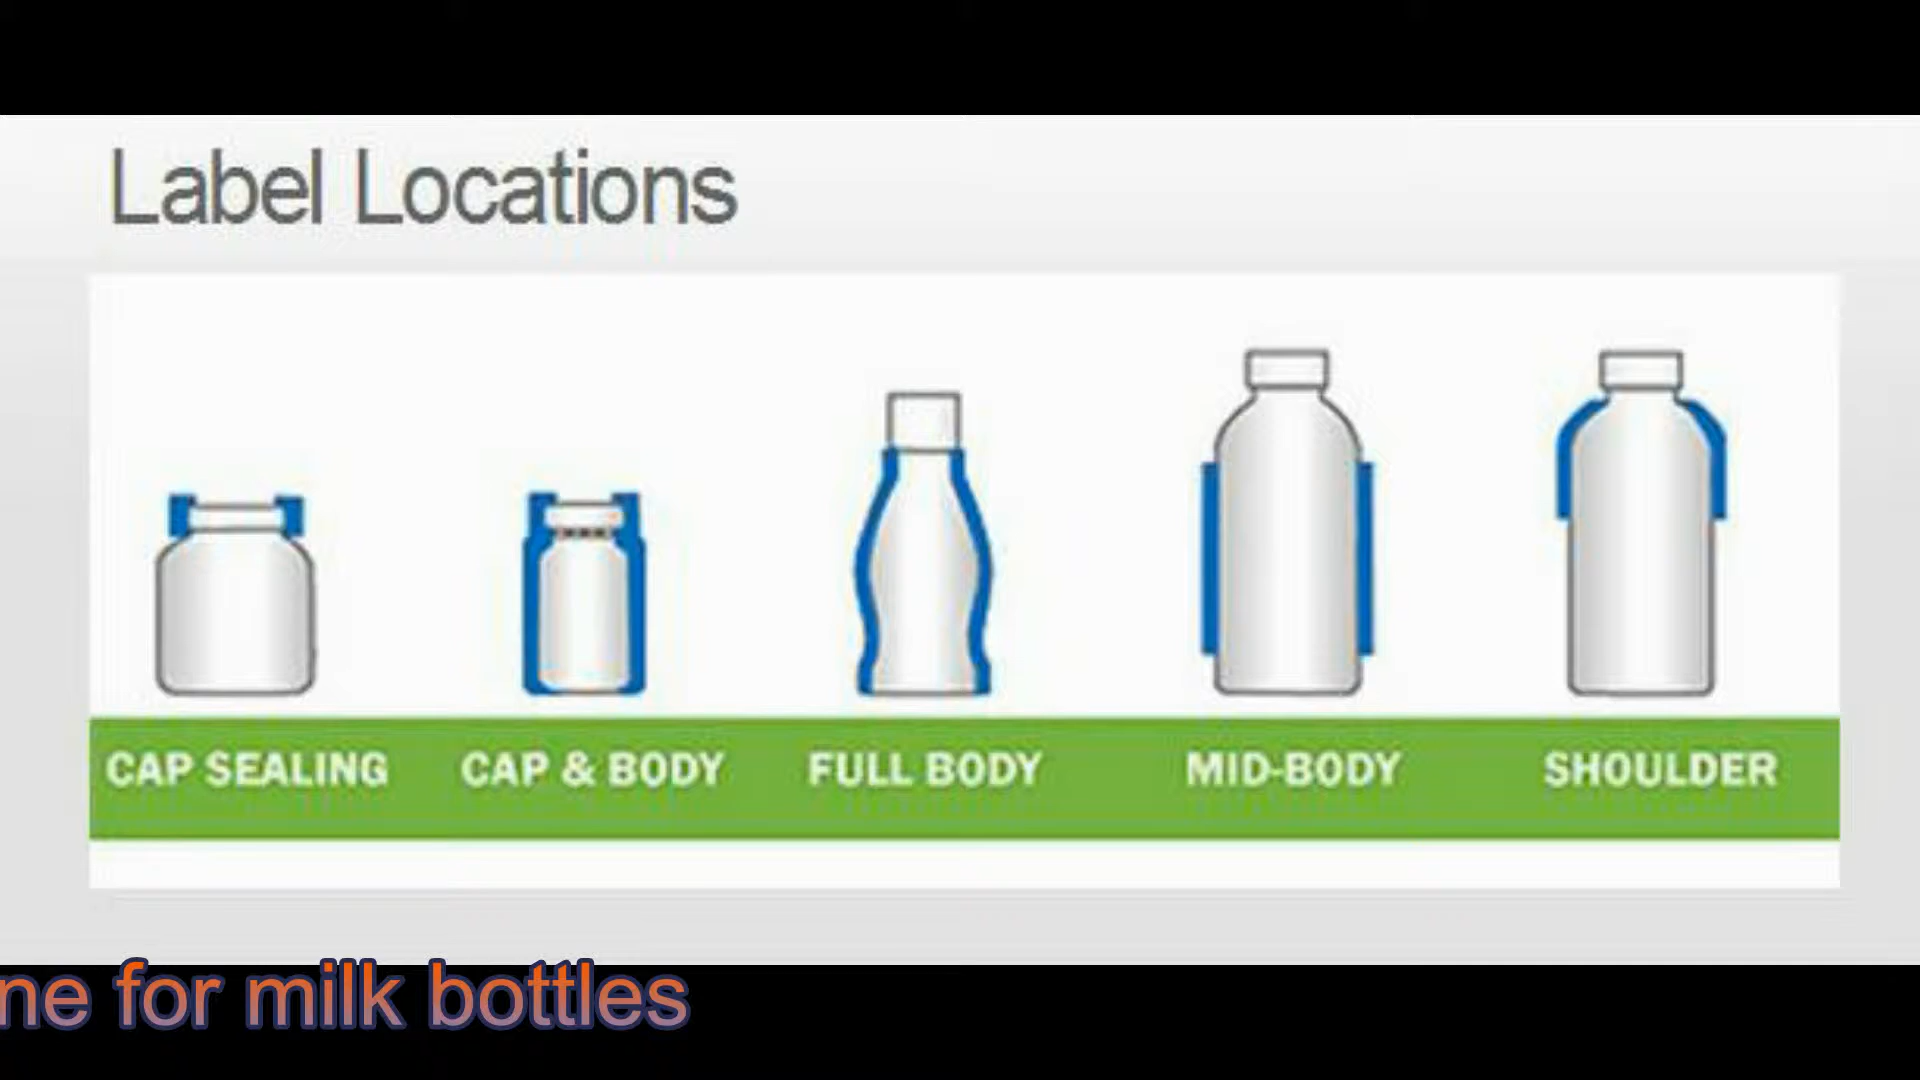 Label Locations
CAP SEALING CAP & BODY FULL BODY MID-BODY SHOULDER
ne for milk bottles